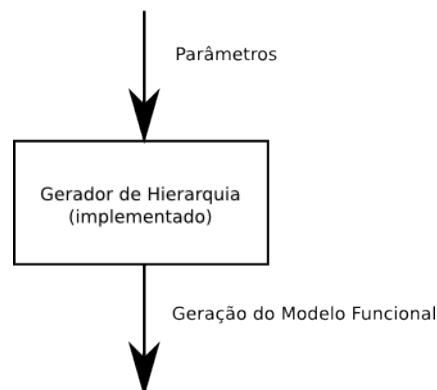 Parâmetros
Gerador de Hierarquia
(implementado)
Geração do Modelo Funcional